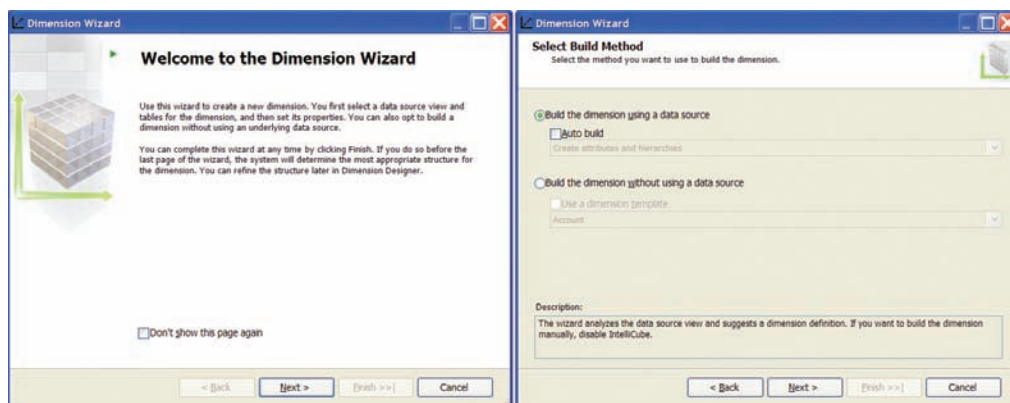 Dimension Wizard
Welcome to the Dimension Wizard
Use this wizard to create a new dimension. You first select a data source view and
tables for the dimension, and then set its properties. You can also opt to build a
dimension without using an underlying data source.
You can complete this wizard at any time by clicking Finish. If you do so before the
last page of the wizard, the system will determine the most appropriate structure for
the dimension. You can refine the structure later in Dimension Designer.
Don't show this page again
< Back
Next >
Finish >>|
Cancel
Dimension Wizard
Select Build Method
Select the method you want to use to build the dimension.
Build the dimension using a data source
Auto build
Create attributes and hierarchies
Build the dimension without using a data source
Use a dimension template
Account
Description:
The wizard analyzes the data source view and suggests a dimension definition. If you want to build the dimension
manually, disable IntelliCube.
< Back
Next >
Finish >>|
Cancel